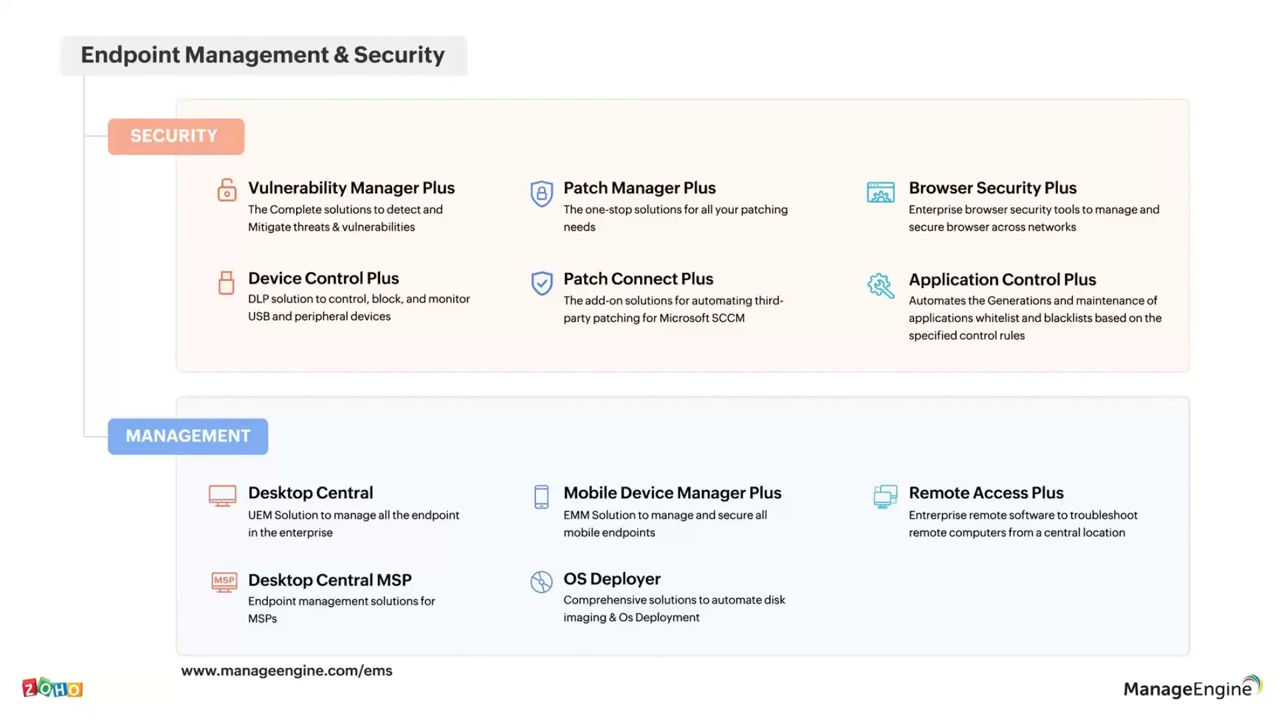 Endpoint Management & Security
SECURITY
Vulnerability Manager Plus
The Complete solutions to detect and
Mitigate threats & vulnerabilities
Patch Manager Plus
The one-stop solutions for all your patching
needs
Browser Security Plus
Enterprise browser security tools to manage and
secure browser across networks
Device Control Plus
DLP solution to control, block, and monitor
USB and peripheral devices
Patch Connect Plus
The add-on solutions for automating third-
party patching for Microsoft SCCM
Application Control Plus
Automates the Generations and maintenance of
applications whitelist and blacklists based on the
specified control rules
MANAGEMENT
Desktop Central
UEM Solution to manage all the endpoint
in the enterprise
Mobile Device Manager Plus
EMM Solution to manage and secure all
mobile endpoints
Remote Access Plus
Entrerprise remote software to troubleshoot
remote computers from a central location
MSP
Desktop Central MSP
Endpoint management solutions for
MSPs
OS Deployer
Comprehensive solutions to automate disk
imaging & Os Deployment
www.manageengine.com/ems
ZOHO
ManageEngine